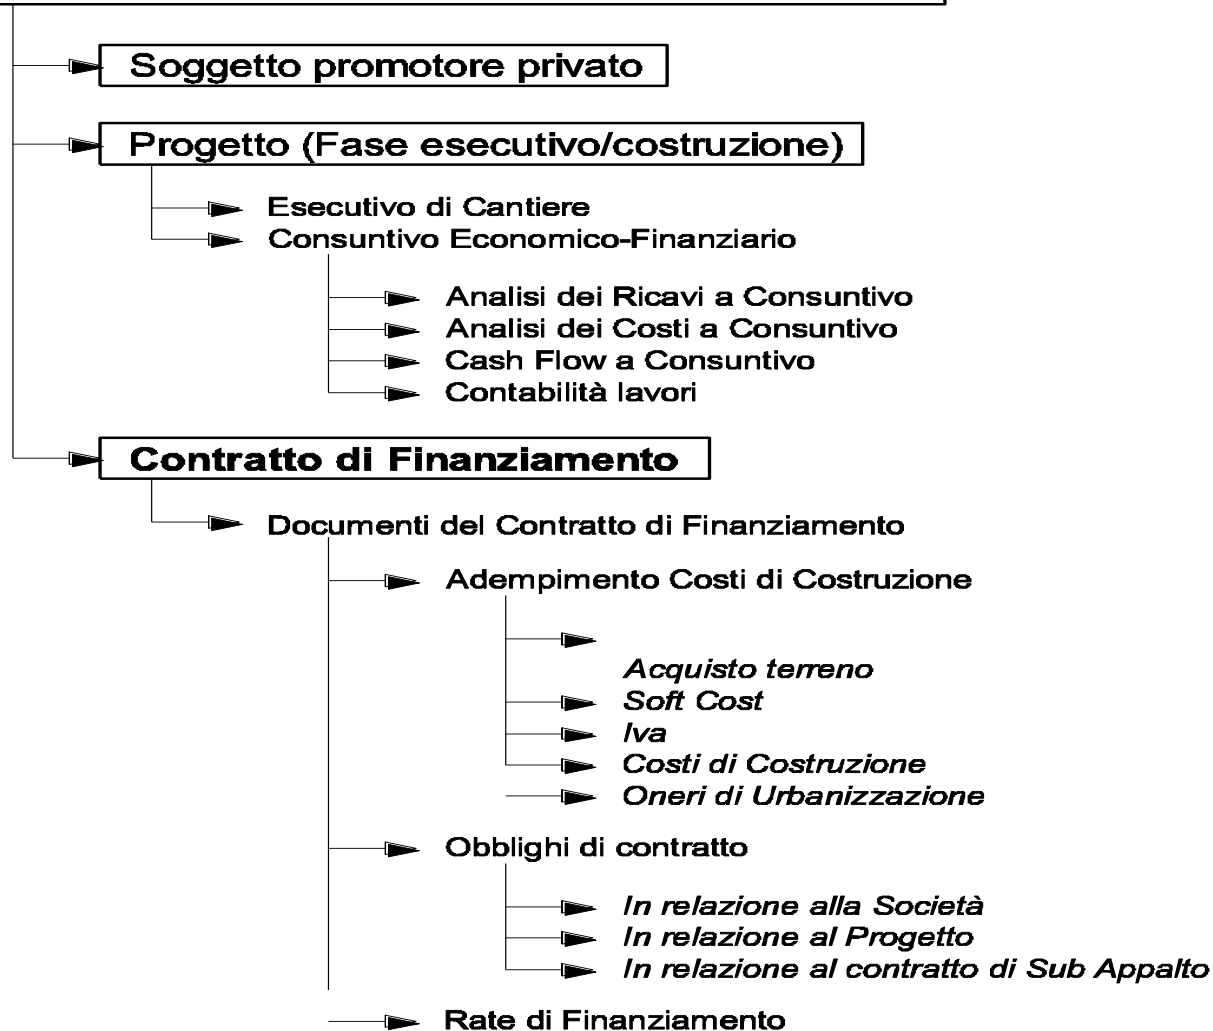 Soggetto promotore privato
Progetto (Fase esecutivo/costruzione)
Esecutivo di Cantiere
Consuntivo Economico-Finanziario
Analisi dei Ricavi a Consuntivo
Analisi dei Costi a Consuntivo
Cash Flow a Consuntivo
Contabilità lavori
Contratto di Finanziamento
Documenti del Contratto di Finanziamento
Adempimento Costi di Costruzione
Acquisto terreno
Soft Cost
Iva
Costi di Costruzione
Oneri di Urbanizzazione
Obblighi di contratto
In relazione alla Società
In relazione al Progetto
In relazione al contratto di Sub Appalto
Rate di Finanziamento